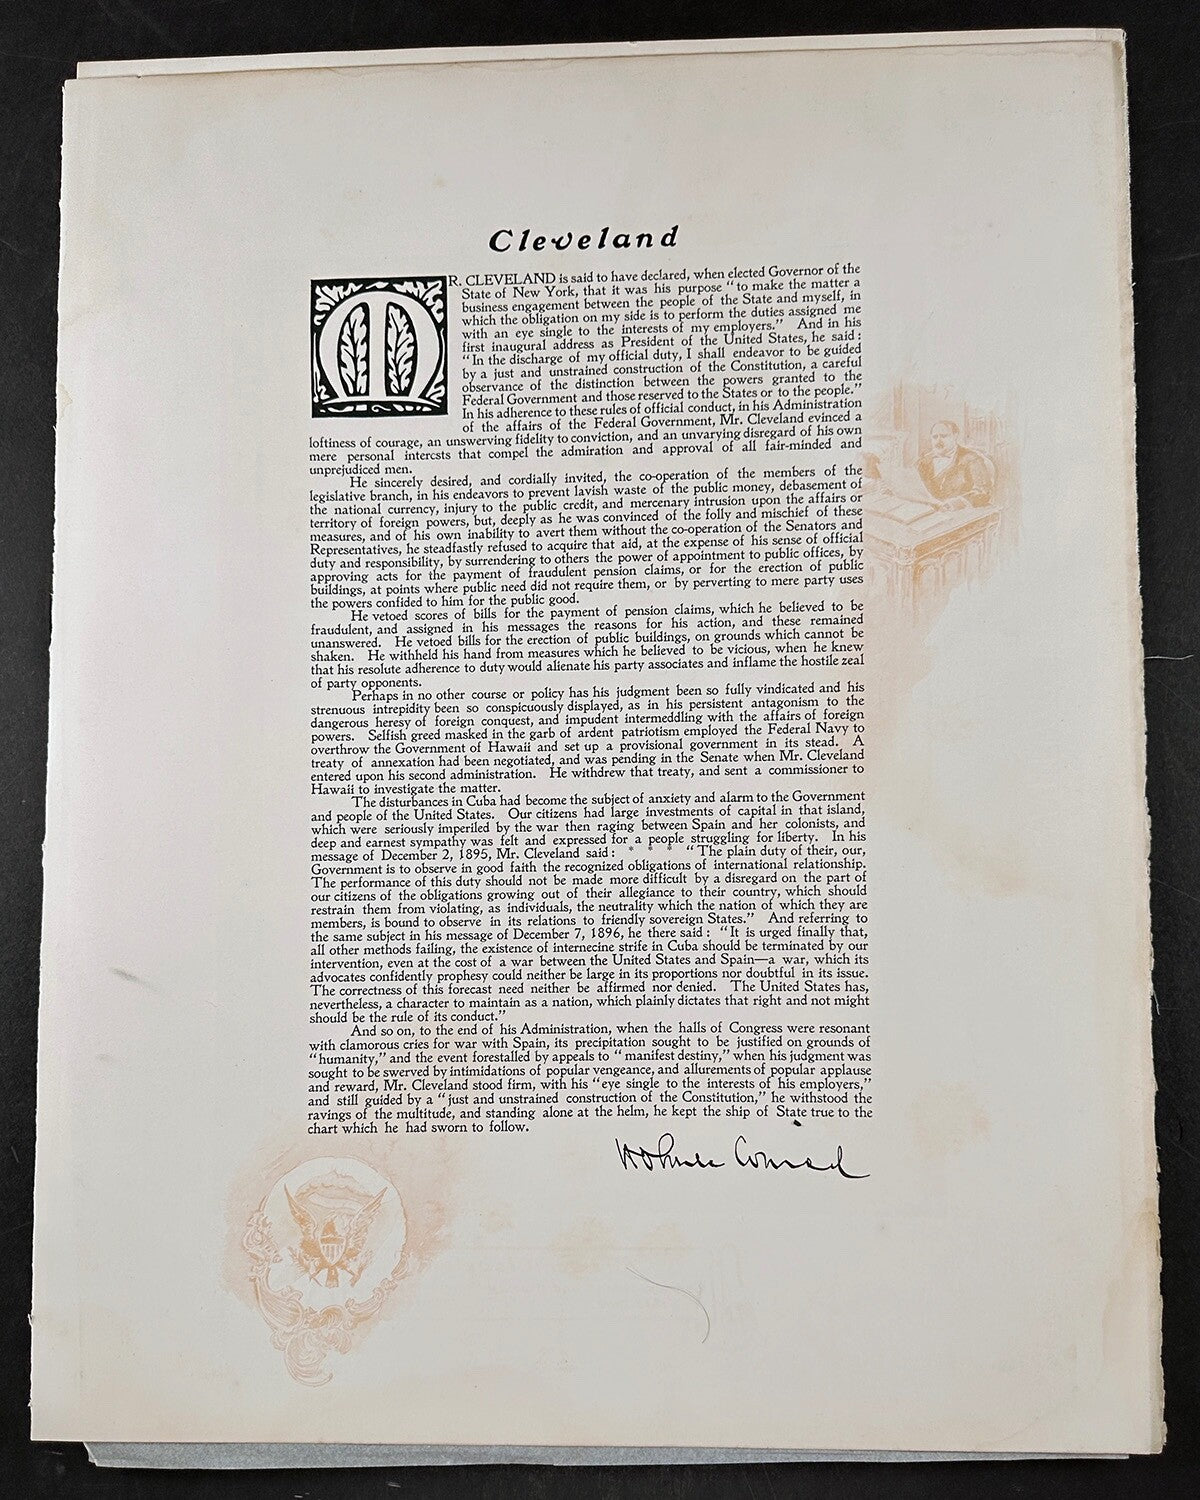 Cleveland
MR. CLEVELAND is said to have declared, when elected Governor of the
State of New York, that it was his purpose "to make the matter a
business engagement between the people of the State and myself, in
which the obligation on my side is to perform the duties assigned me
with an eye single to the interests of my employers." And in his
first inaugural address as President of the United States, he said:
"In the discharge of my official duty, I shall endeavor to be guided
by a just and unstrained construction of the Constitution, a careful
observance of the distinction between the powers granted to the
Federal Government and those reserved to the States or to the people."
In his adherence to these rules of official conduct, in his Administration
of the affairs of the Federal Government, Mr. Cleveland evinced a
loftiness of courage, an unswerving fidelity to conviction, and an unvarying disregard of his own
mere personal intercsts that compel the admiration and approval of all fair-minded and
unprejudiced men.
He sincerely desired, and cordially invited, the co-operation of the members of the
legislative branch, in his endeavors to prevent lavish waste of the public money, debasement of
the national currency, injury to the public credit, and mercenary intrusion upon the affairs or
territory of foreign powers, but, deeply as he was convinced of the folly and mischief of these
measures, and of his own inability to avert them without the co-operation of the Senators and
Representatives, he steadfastly refused to acquire that aid, at the expense of his sense of official
duty and responsibility, by surrendering to others the power of appointment to public offices, by
approving acts for the payment of fraudulent pension claims, or for the erection of public
buildings, at points where public need did not require them, or by perverting to mere party uses
the powers confided to him for the public good.
He vetoed scores of bills for the payment of pension claims, which he believed to be
fraudulent, and assigned in his messages the reasons for his action, and these remained
unanswered. He vetoed bills for the erection of public buildings, on grounds which cannot be
shaken. He withheld his hand from measures which he believed to be vicious, when he knew
that his resolute adherence to duty would alienate his party associates and inflame the hostile zeal
of party opponents.
Perhaps in no other course or policy has his judgment been so fully vindicated and his
strenuous intrepidity been so conspicuously displayed, as in his persistent antagonism to the
dangerous heresy of foreign conquest, and impudent intermeddling with the affairs of foreign
powers. Selfish greed masked in the garb of ardent patriotism employed the Federal Navy to
overthrow the Government of Hawaii and set up a provisional government in its stead. A
treaty of annexation had been negotiated, and was pending in the Senate when Mr. Cleveland
entered upon his second administration. He withdrew that treaty, and sent a commissioner to
Hawaii to investigate the matter.
The disturbances in Cuba had become the subject of anxiety and alarm to the Government
and people of the United States. Our citizens had large investments of capital in that island,
which were seriously imperiled by the war then raging between Spain and her colonists, and
deep and earnest sympathy was felt and expressed for a people struggling for liberty. In his
message of December 2, 1895, Mr. Cleveland said: * * * "The plain duty of their, our,
Government is to observe in good faith the recognized obligations of international relationship.
The performance of this duty should not be made more difficult by a disregard on the part of
our citizens of the obligations growing out of their allegiance to their country, which should
restrain them from violating, as individuals, the neutrality which the nation of which they are
members, is bound to observe in its relations to friendly sovereign States." And referring to
the same subject in his message of December 7, 1896, he there said: "It is urged finally that,
all other methods failing, the existence of internecine strife in Cuba should be terminated by our
intervention, even at the cost of a war between the United States and Spain—a war, which its
advocates confidently prophesy could neither be large in its proportions nor doubtful in its issue.
The correctness of this forecast need neither be affirmed nor denied. The United States has,
nevertheless, a character to maintain as a nation, which plainly dictates that right and not might
should be the rule of its conduct."
And so on, to the end of his Administration, when the halls of Congress were resonant
with clamorous cries for war with Spain, its precipitation sought to be justified on grounds of
"humanity," and the event forestalled by appeals to "manifest destiny," when his judgment was
sought to be swerved by intimidations of popular vengeance, and allurements of popular applause
and reward, Mr. Cleveland stood firm, with his "eye single to the interests of his employers,"
and still guided by a "just and unstrained construction of the Constitution," he withstood the
ravings of the multitude, and standing alone at the helm, he kept the ship of State true to the
chart which he had sworn to follow.
Conrad